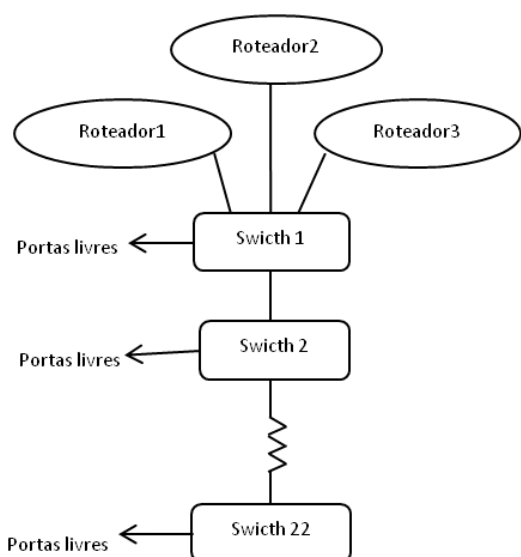 Roteador2
Roteador1
Roteador3
Swicth 1
Portas livres
Swicth 2
Portas livres
Swicth 22
Portas livres